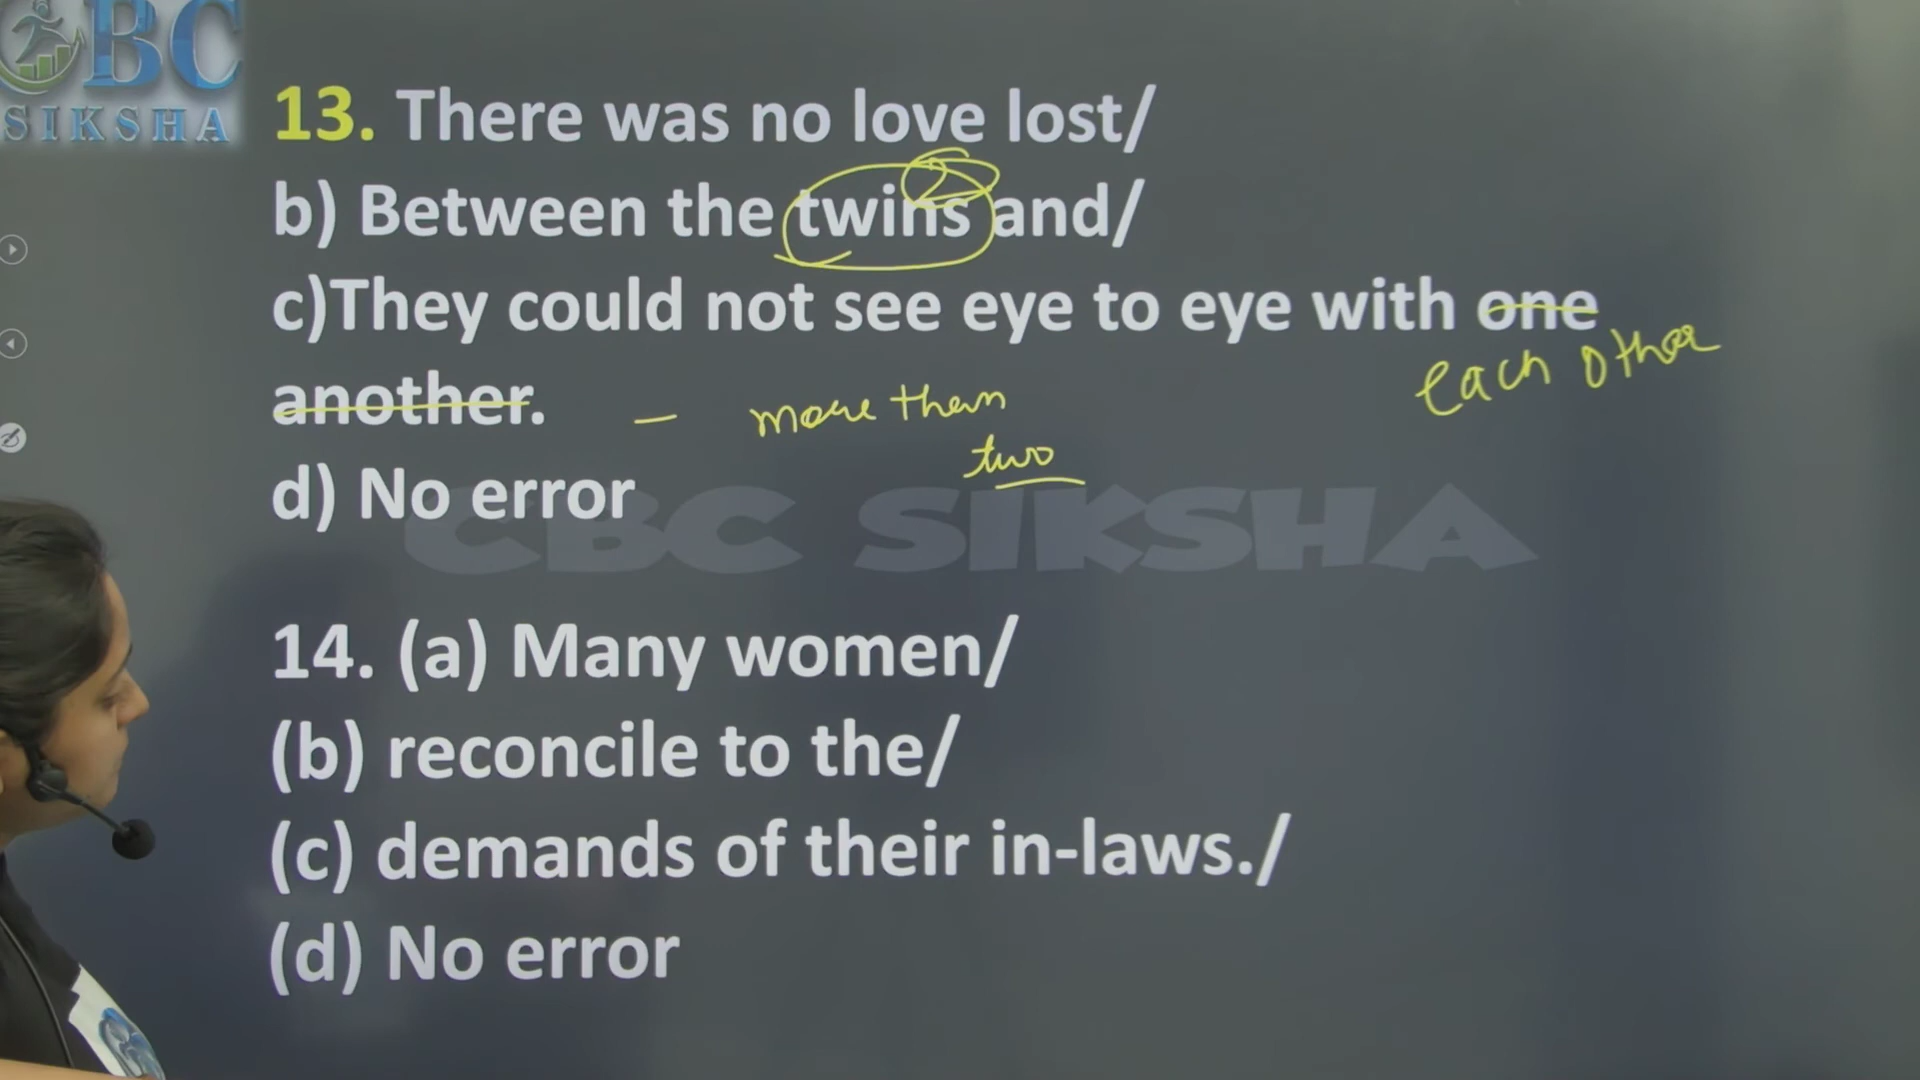 BC
SIKSHA
13. There was no love lost/
2
b) Between the twins and/
c)They could not see eye to eye with one
each other
another. – more than
two
d) No error
CBC SIKSHA
14. (a) Many women/
(b) reconcile to the/
(c) demands of their in-laws./
(d) No error